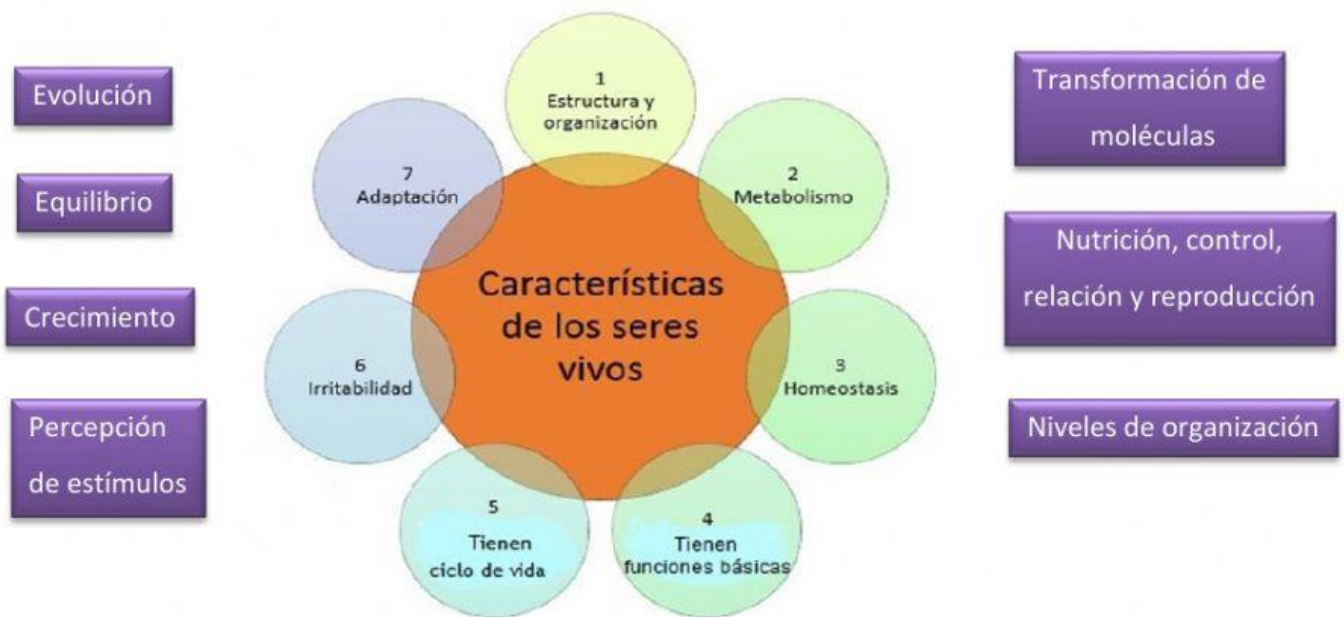 Evolución
Equilibrio
Crecimiento
Percepción
de estímulos
1
Estructura y
organización
2
Metabolismo
3
Homeostasis
4
Tienen
funciones básicas
5
Tienen
ciclo de vida
6
Irritabilidad
7
Adaptación
Características
de los seres
vivos
Transformación de
moléculas
Nutrición, control,
relación y reproducción
Niveles de organización